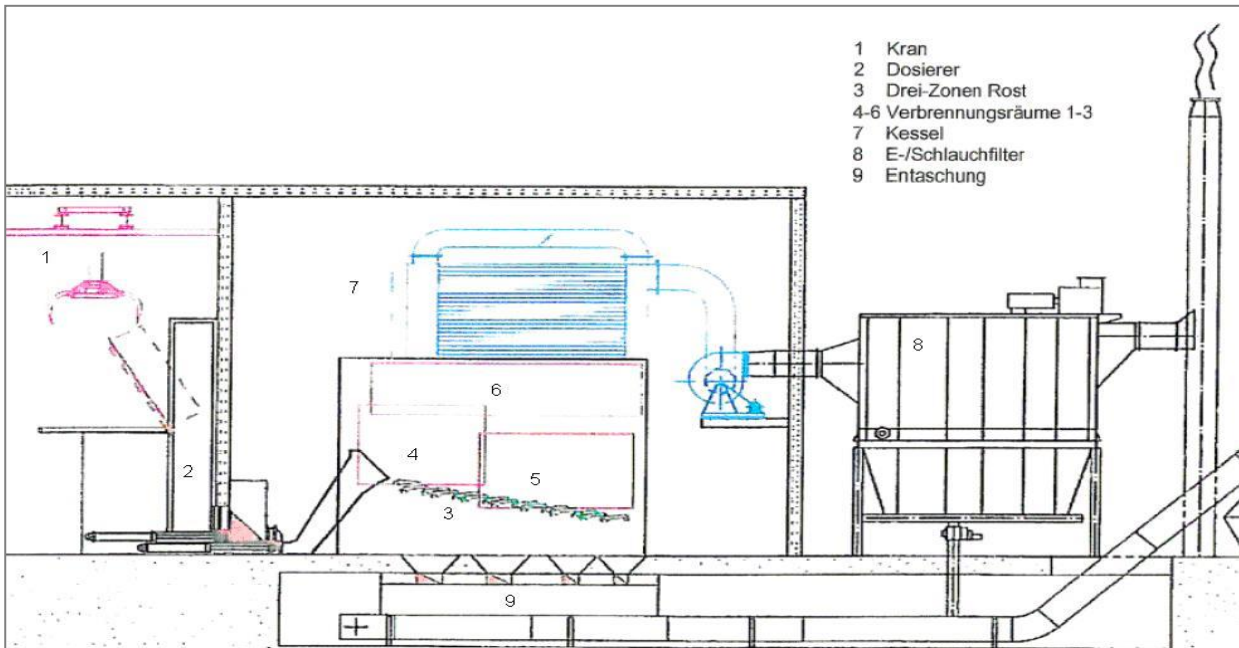 1 Kran
2 Dosierer
3 Drei-Zonen Rost
4-6 Verbrennungsräume 1-3
7 Kessel
8 E-/Schlauchfilter
9 Entaschung
1
7
8
6
4
5
2
3
9